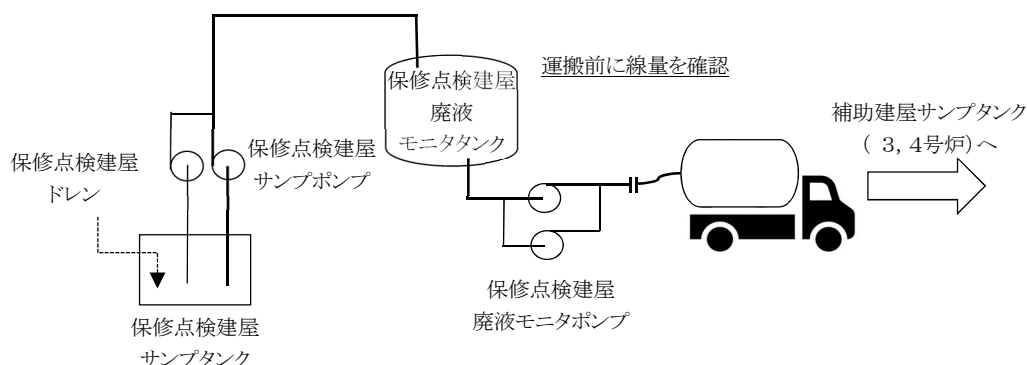 保修点検建屋
ドレン
保修点検建屋
サンプポンプ
保修点検建屋
サンプタンク
保修点検建屋
廃液
モニタタンク
運搬前に線量を確認
保修点検建屋
廃液モニタポンプ
補助建屋サンプタンク
( 3, 4号炉)へ